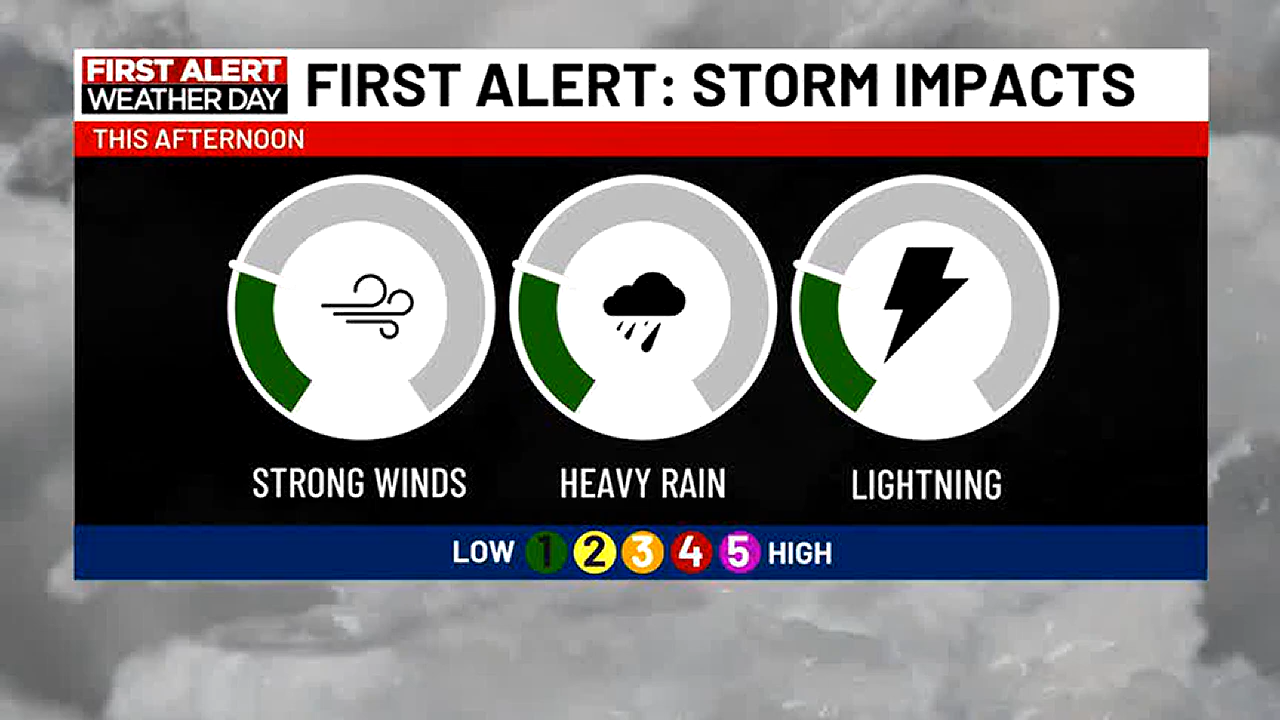 FIRST ALERT
WEATHER DAY
FIRST ALERT: STORM IMPACTS
THIS AFTERNOON
STRONG WINDS
HEAVY RAIN
LIGHTNING
LOW 1 2 3 4 5 HIGH